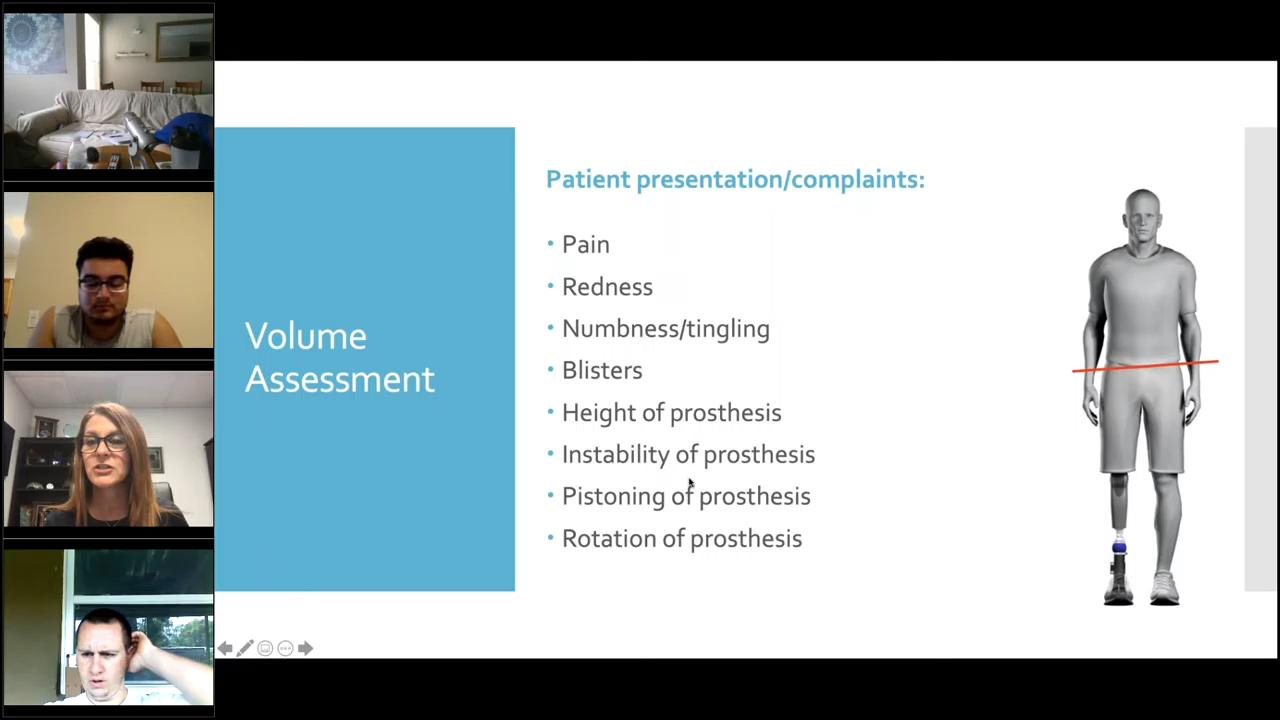 Volume
Assessment
Patient presentation/complaints:
• Pain
• Redness
• Numbness/tingling
• Blisters
• Height of prosthesis
• Instability of prosthesis
• Pistoning of prosthesis
• Rotation of prosthesis